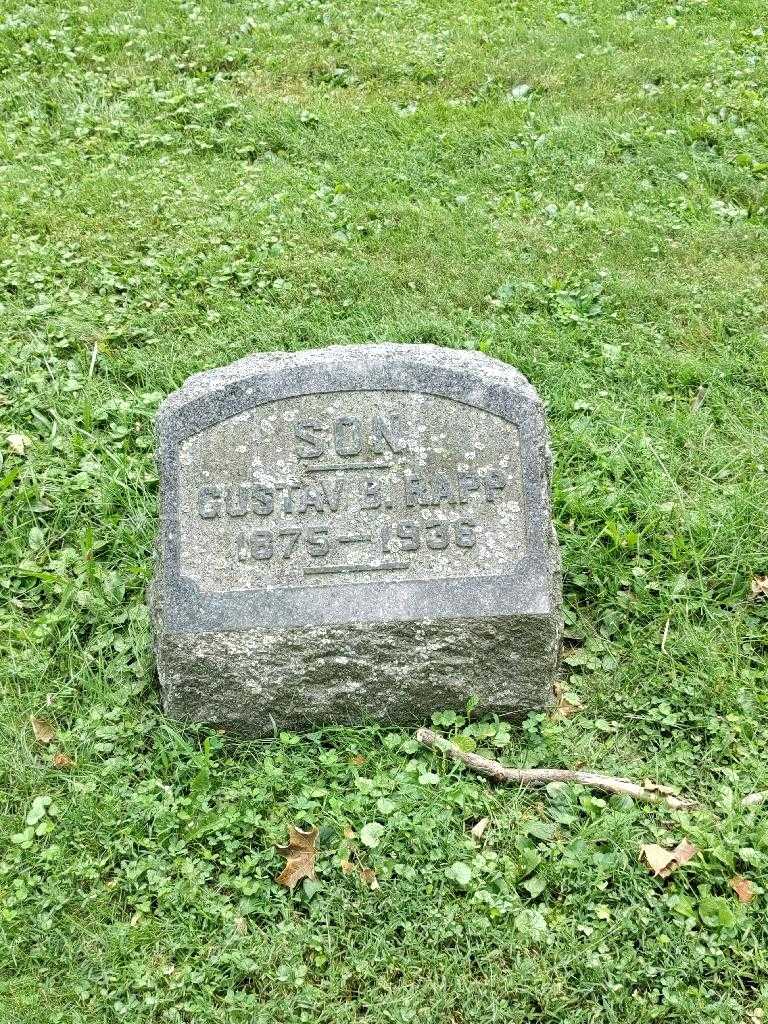 SON
GUSTAV B. RAPP
1875 — 1936